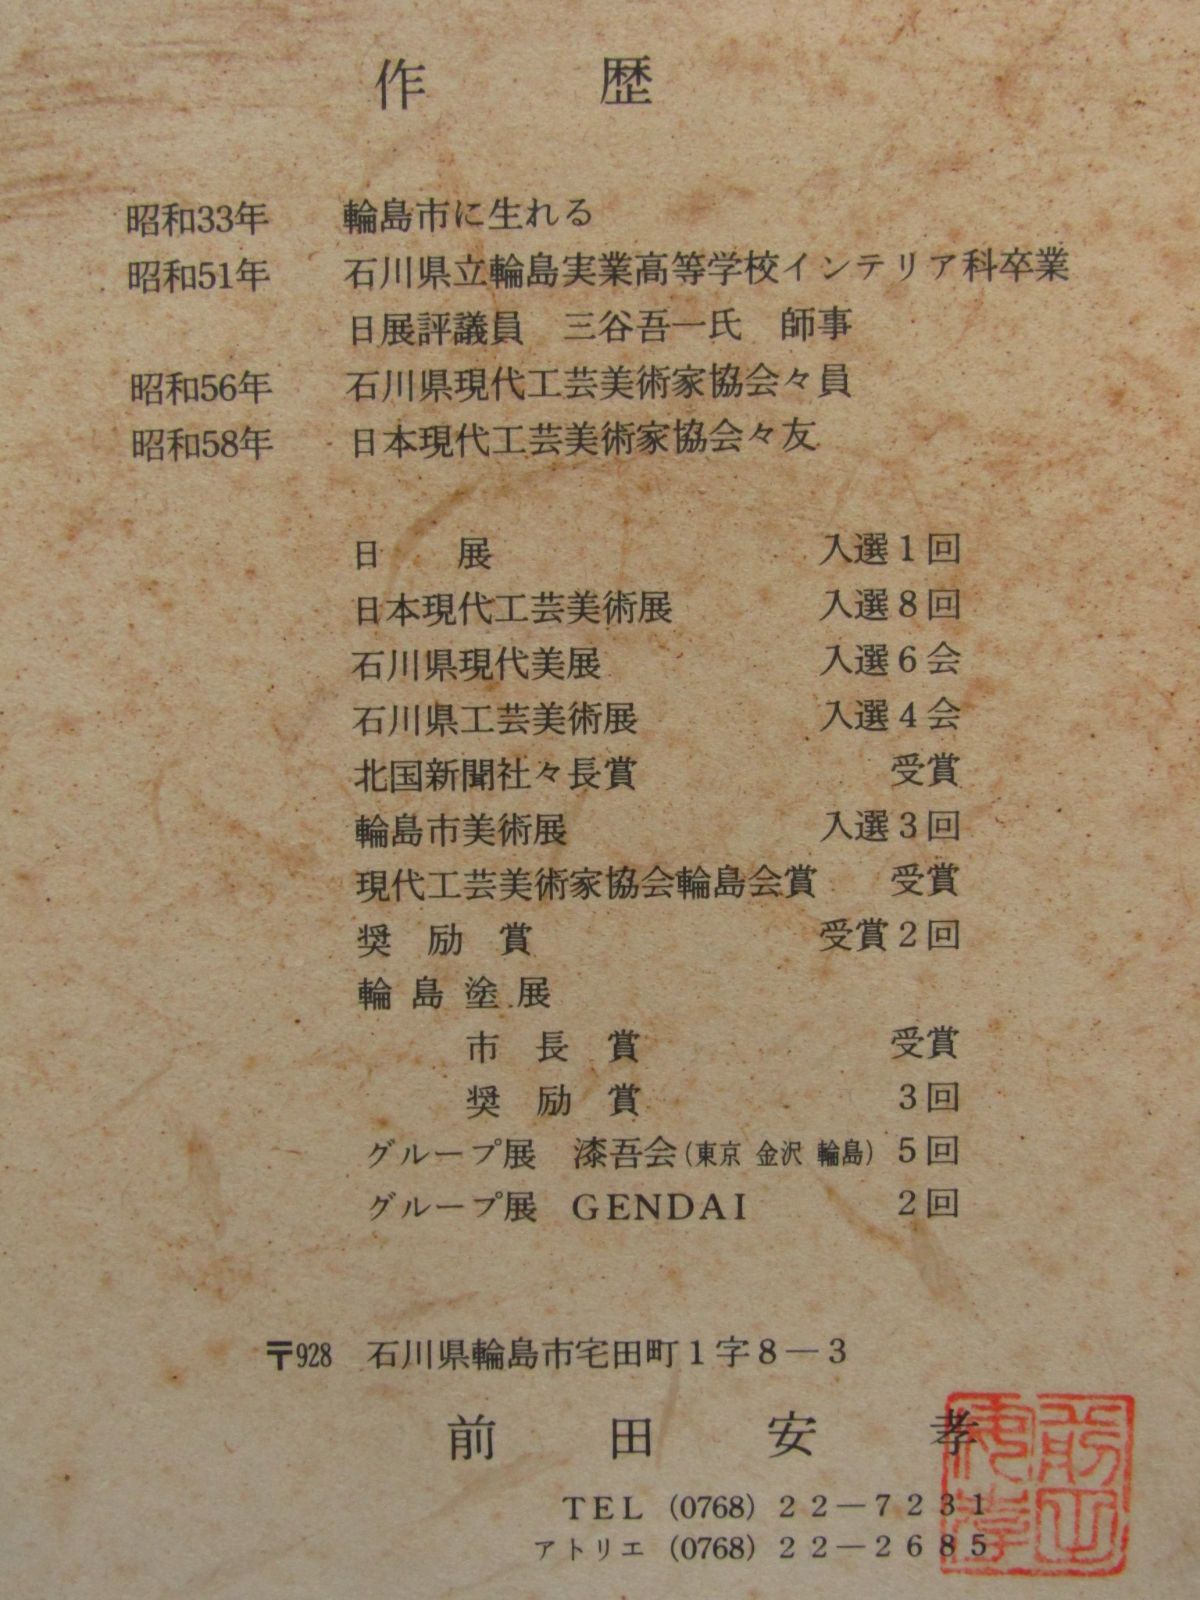 作 歴
昭和33年 輪島市に生れる
昭和51年 石川県立輪島実業高等学校インテリア科卒業
日展評議員 三谷吾一氏 師事
昭和56年 石川県現代工芸美術家協会々員
昭和58年 日本現代工芸美術家協会々友
日 展 入選1回
日本現代工芸美術展 入選8回
石川県現代美展 入選6会
石川県工芸美術展 入選4会
北国新聞社々長賞 受賞
輪島市美術展 入選3回
現代工芸美術家協会輪島会賞 受賞
奨励賞 受賞2回
輪島塗展
市長賞 受賞
奨励賞 3回
グループ展 漆吾会(東京 金沢 輪島) 5回
グループ展 GENDAI 2回
〒928 石川県輪島市宅田町1字8―3
前田安孝
TEL (0768) 22―7231
アトリエ (0768) 22―2685